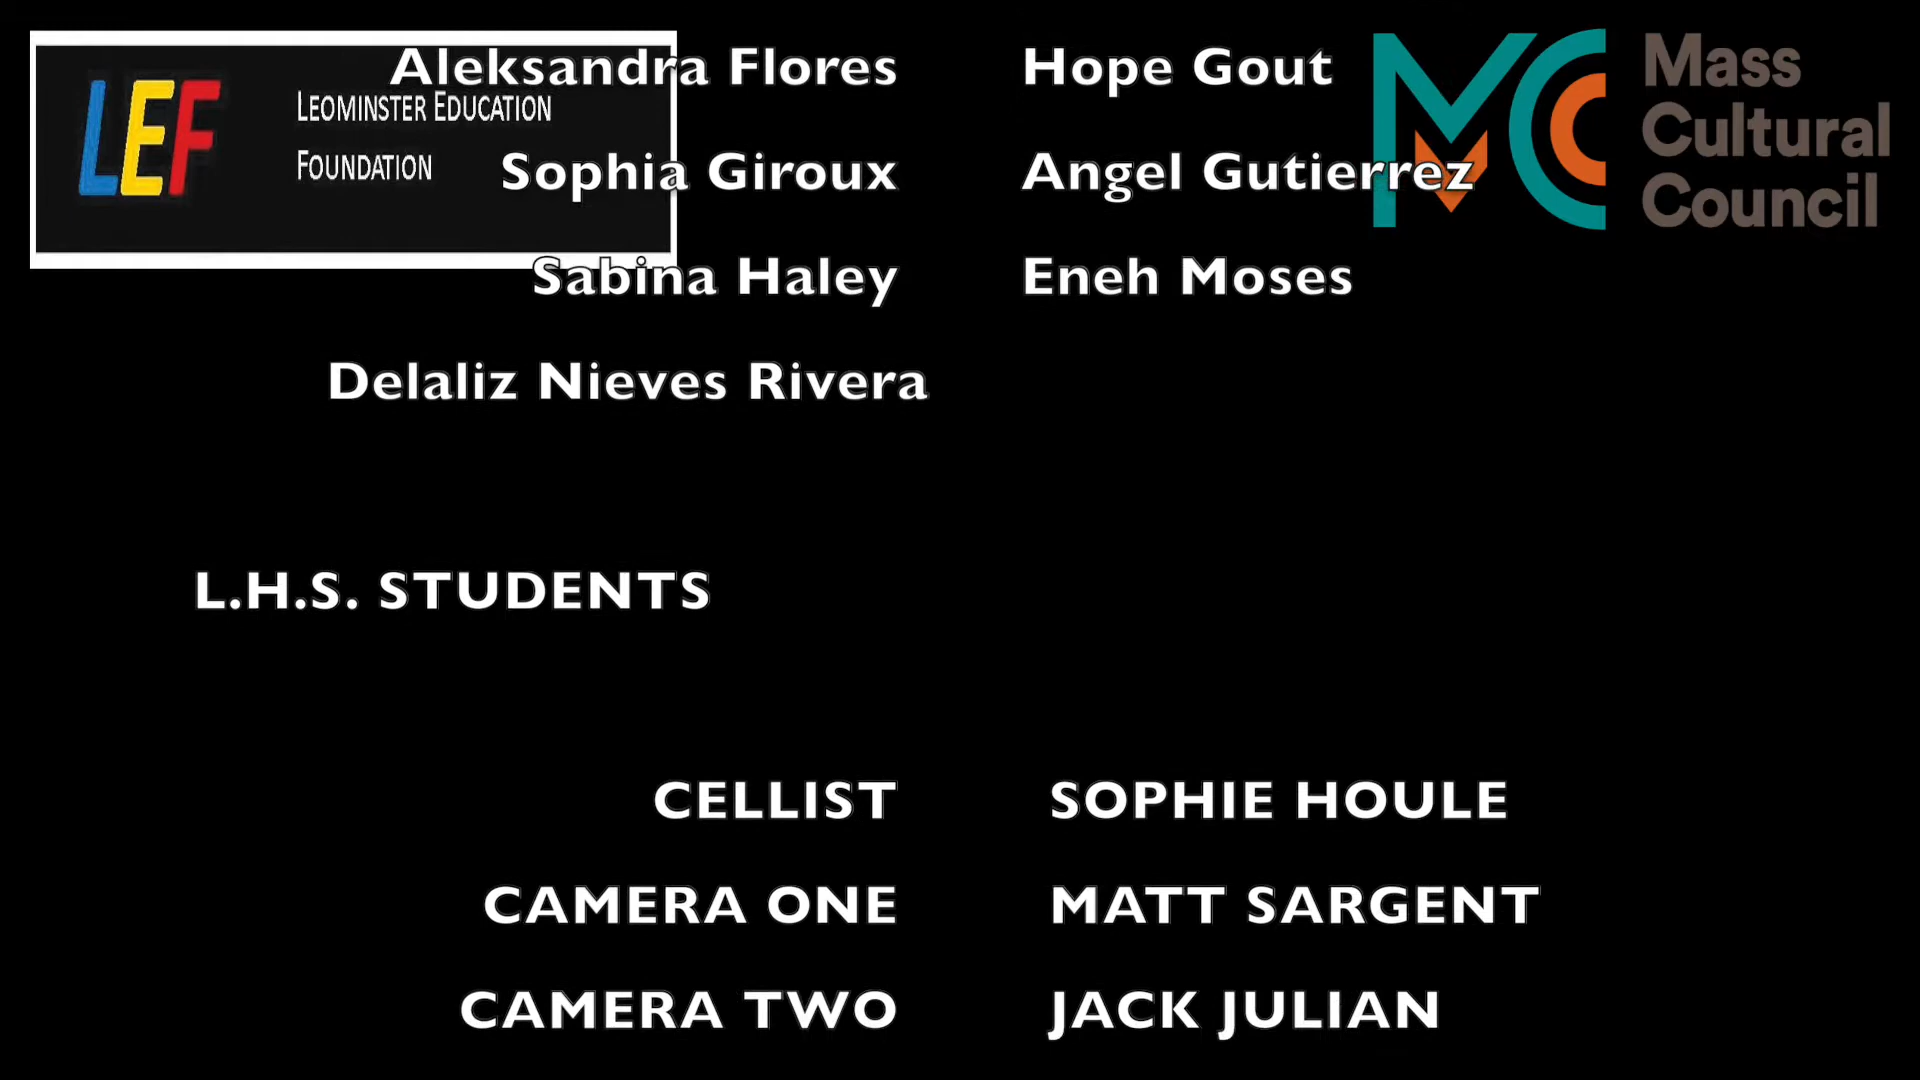 LEF
LEOMINSTER EDUCATION
FOUNDATION
MC
Mass
Cultural
Council
Aleksandra Flores Hope Gout
Sophia Giroux Angel Gutierrez
Sabina Haley Eneh Moses
Delaliz Nieves Rivera
L.H.S. STUDENTS
CELLIST SOPHIE HOULE
CAMERA ONE MATT SARGENT
CAMERA TWO JACK JULIAN